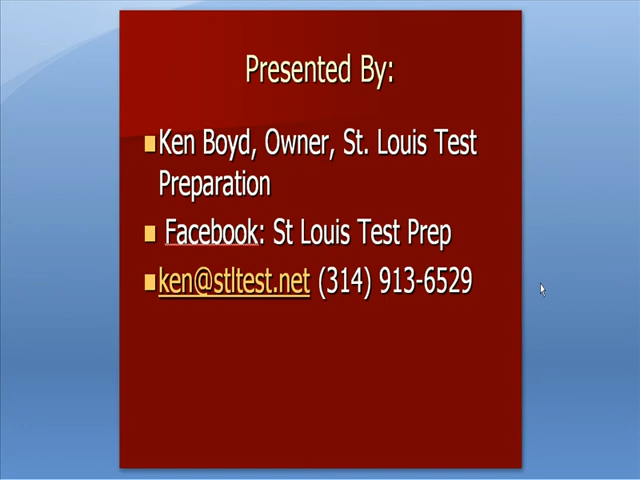 Presented By:
Ken Boyd, Owner, St. Louis Test
Preparation
Facebook: St Louis Test Prep
ken@stltest.net (314) 913-6529